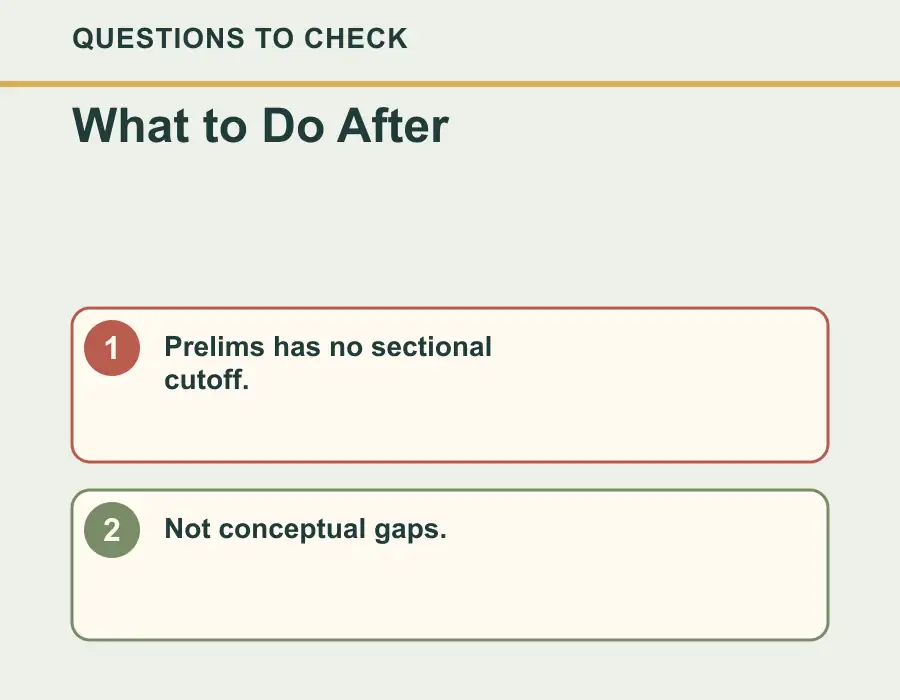 QUESTIONS TO CHECK
What to Do After
1
Prelims has no sectional
cutoff.
2
Not conceptual gaps.